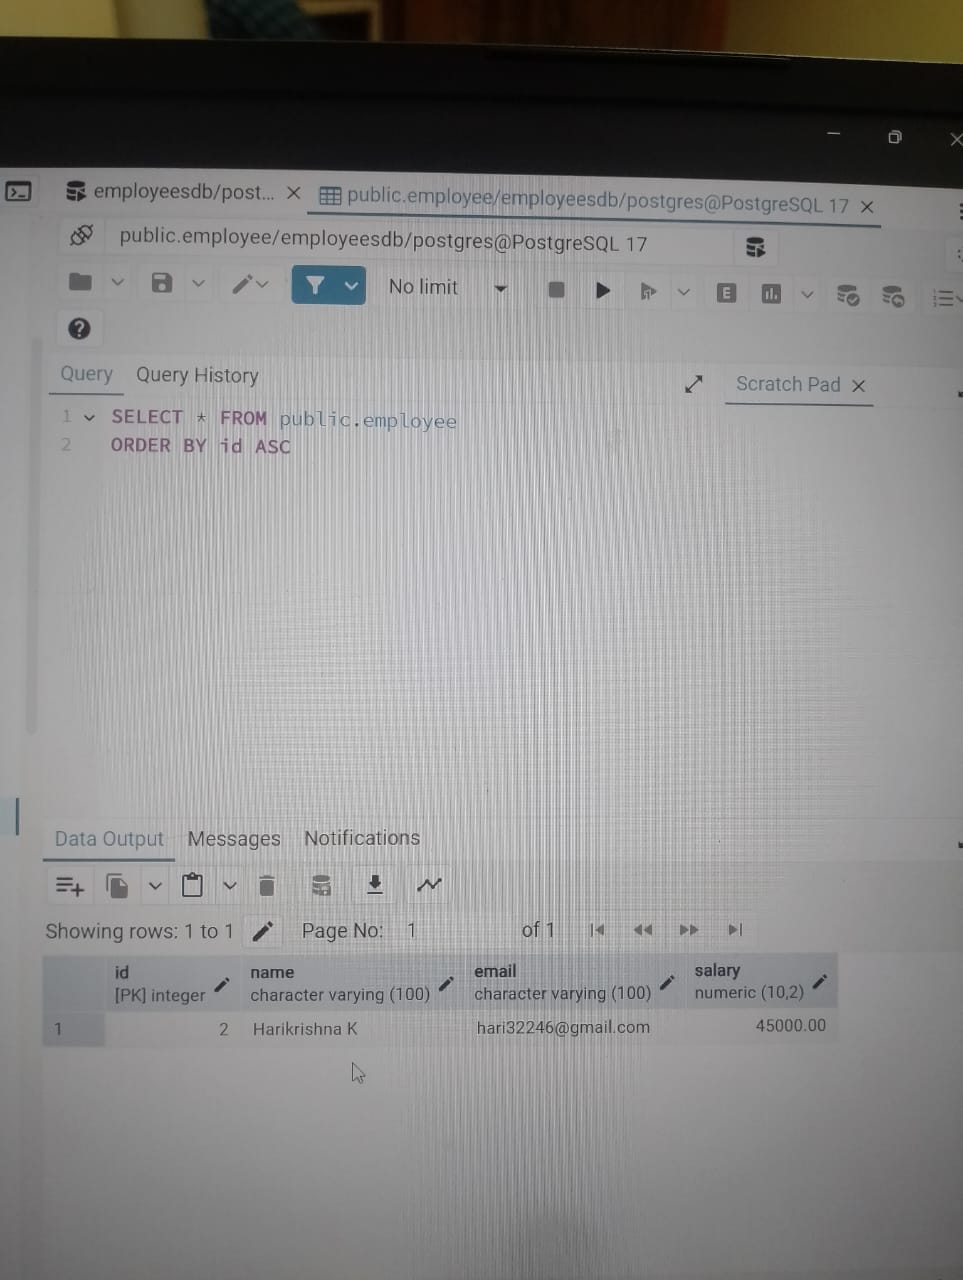 employeesdb/post...
public.employee/employeesdb/postgres@PostgreSQL 17
public.employee/employeesdb/postgres@PostgreSQL 17
No limit
E
Query
Query History
Scratch Pad
1 SELECT * FROM public.employee
2 ORDER BY id ASC
Data Output
Messages
Notifications
Showing rows: 1 to 1
Page No: 1
of 1
id
[PK] integer
name
character varying (100)
email
character varying (100)
salary
numeric (10,2)
1 2 Harikrishna K hari32246@gmail.com 45000.00